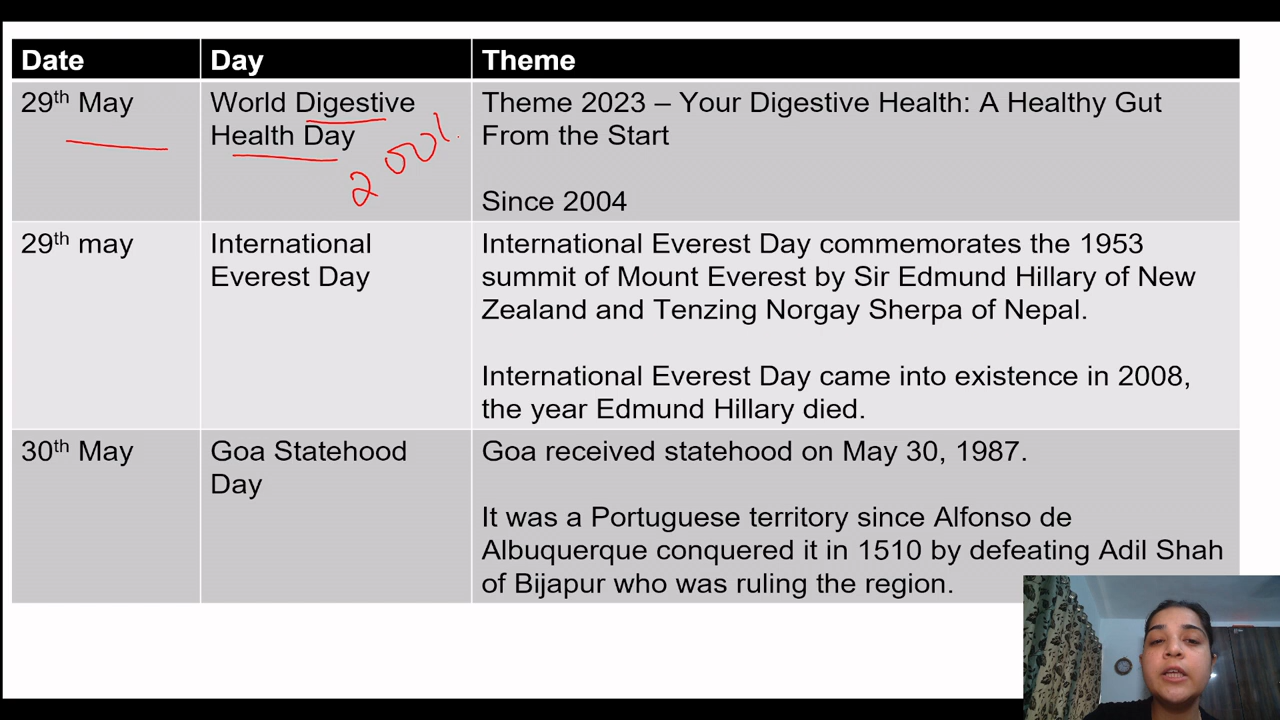 Date Day Theme
29th May World Digestive Theme 2023 – Your Digestive Health: A Healthy Gut
Health Day From the Start
Since 2004
29th may International International Everest Day commemorates the 1953
Everest Day summit of Mount Everest by Sir Edmund Hillary of New
Zealand and Tenzing Norgay Sherpa of Nepal.
International Everest Day came into existence in 2008,
the year Edmund Hillary died.
30th May Goa Statehood Goa received statehood on May 30, 1987.
Day
It was a Portuguese territory since Alfonso de
Albuquerque conquered it in 1510 by defeating Adil Shah
of Bijapur who was ruling the region.